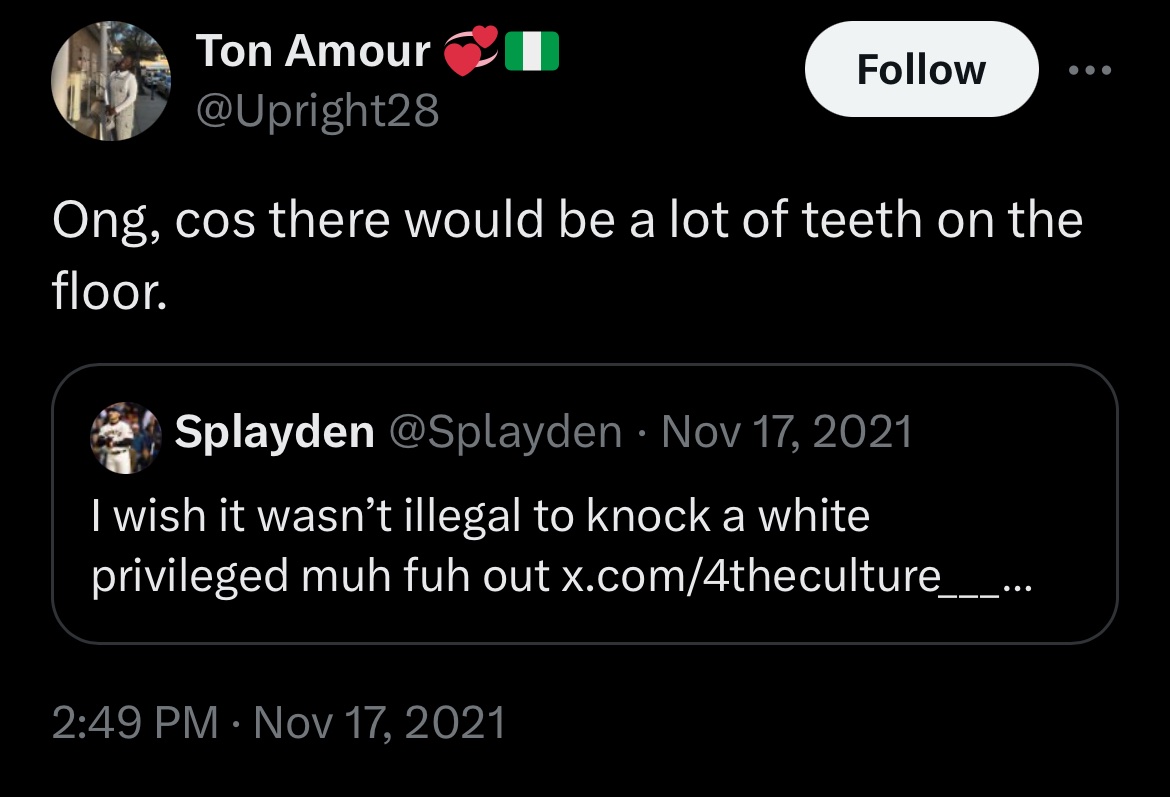 Ton Amour 💞🇳🇬
@Upright28
Follow
Ong, cos there would be a lot of teeth on the
floor.
Splayden @Splayden · Nov 17, 2021
I wish it wasn’t illegal to knock a white
privileged muh fuh out x.com/4theculture___…
2:49 PM · Nov 17, 2021